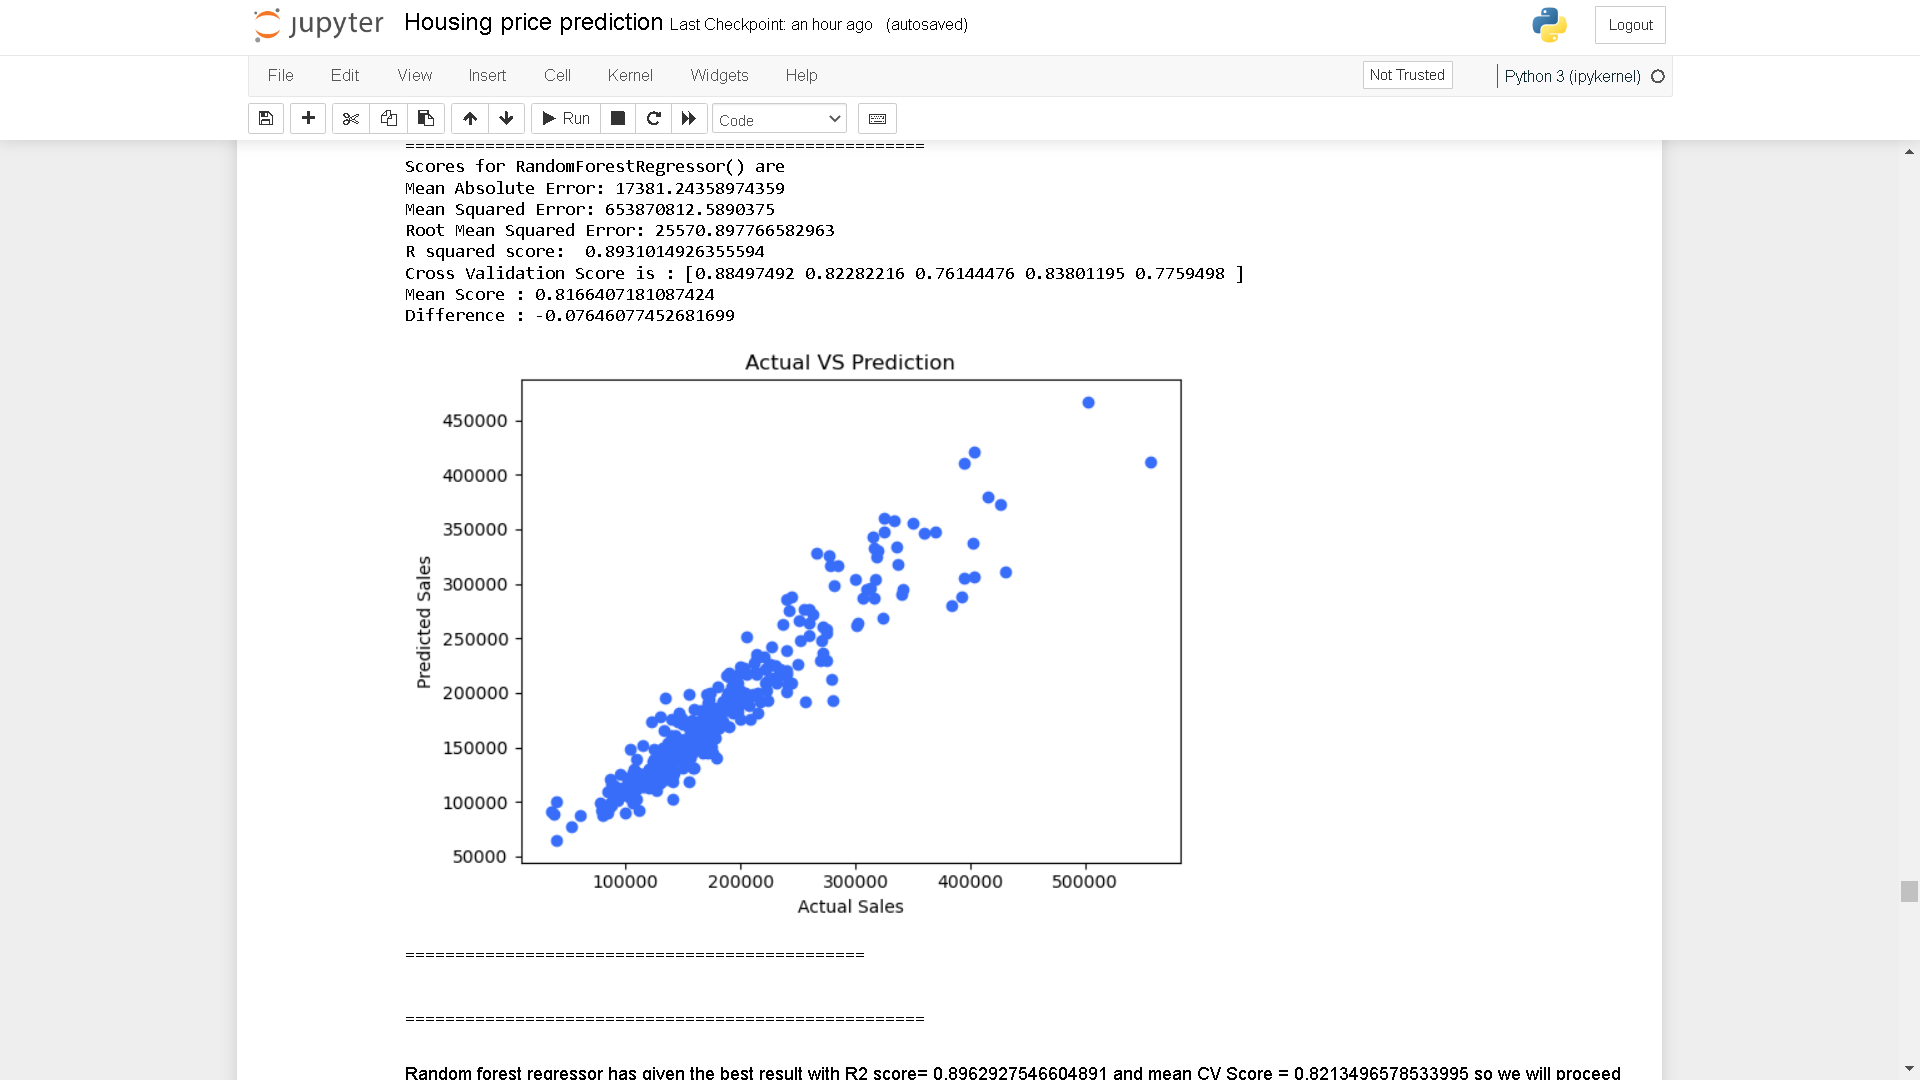 jupyter Housing price prediction Last Checkpoint: an hour ago (autosaved)
Logout
File Edit View Insert Cell Kernel Widgets Help
Not Trusted
Python 3 (ipykernel)
Run
Code
====================================================
Scores for RandomForestRegressor() are
Mean Absolute Error: 17381.24358974359
Mean Squared Error: 653870812.5890375
Root Mean Squared Error: 25570.897766582963
R squared score:  0.8931014926355594
Cross Validation Score is : [0.88497492 0.82282216 0.76144476 0.83801195 0.7759498 ]
Mean Score : 0.8166407181087424
Difference : -0.07646077452681699
Actual VS Prediction
450000
400000
350000
300000
250000
200000
150000
100000
50000
Predicted Sales
100000 200000 300000 400000 500000
Actual Sales
==============================================
====================================================
Random forest regressor has given the best result with R2 score= 0.8962927546604891 and mean CV Score = 0.8213496578533995 so we will proceed